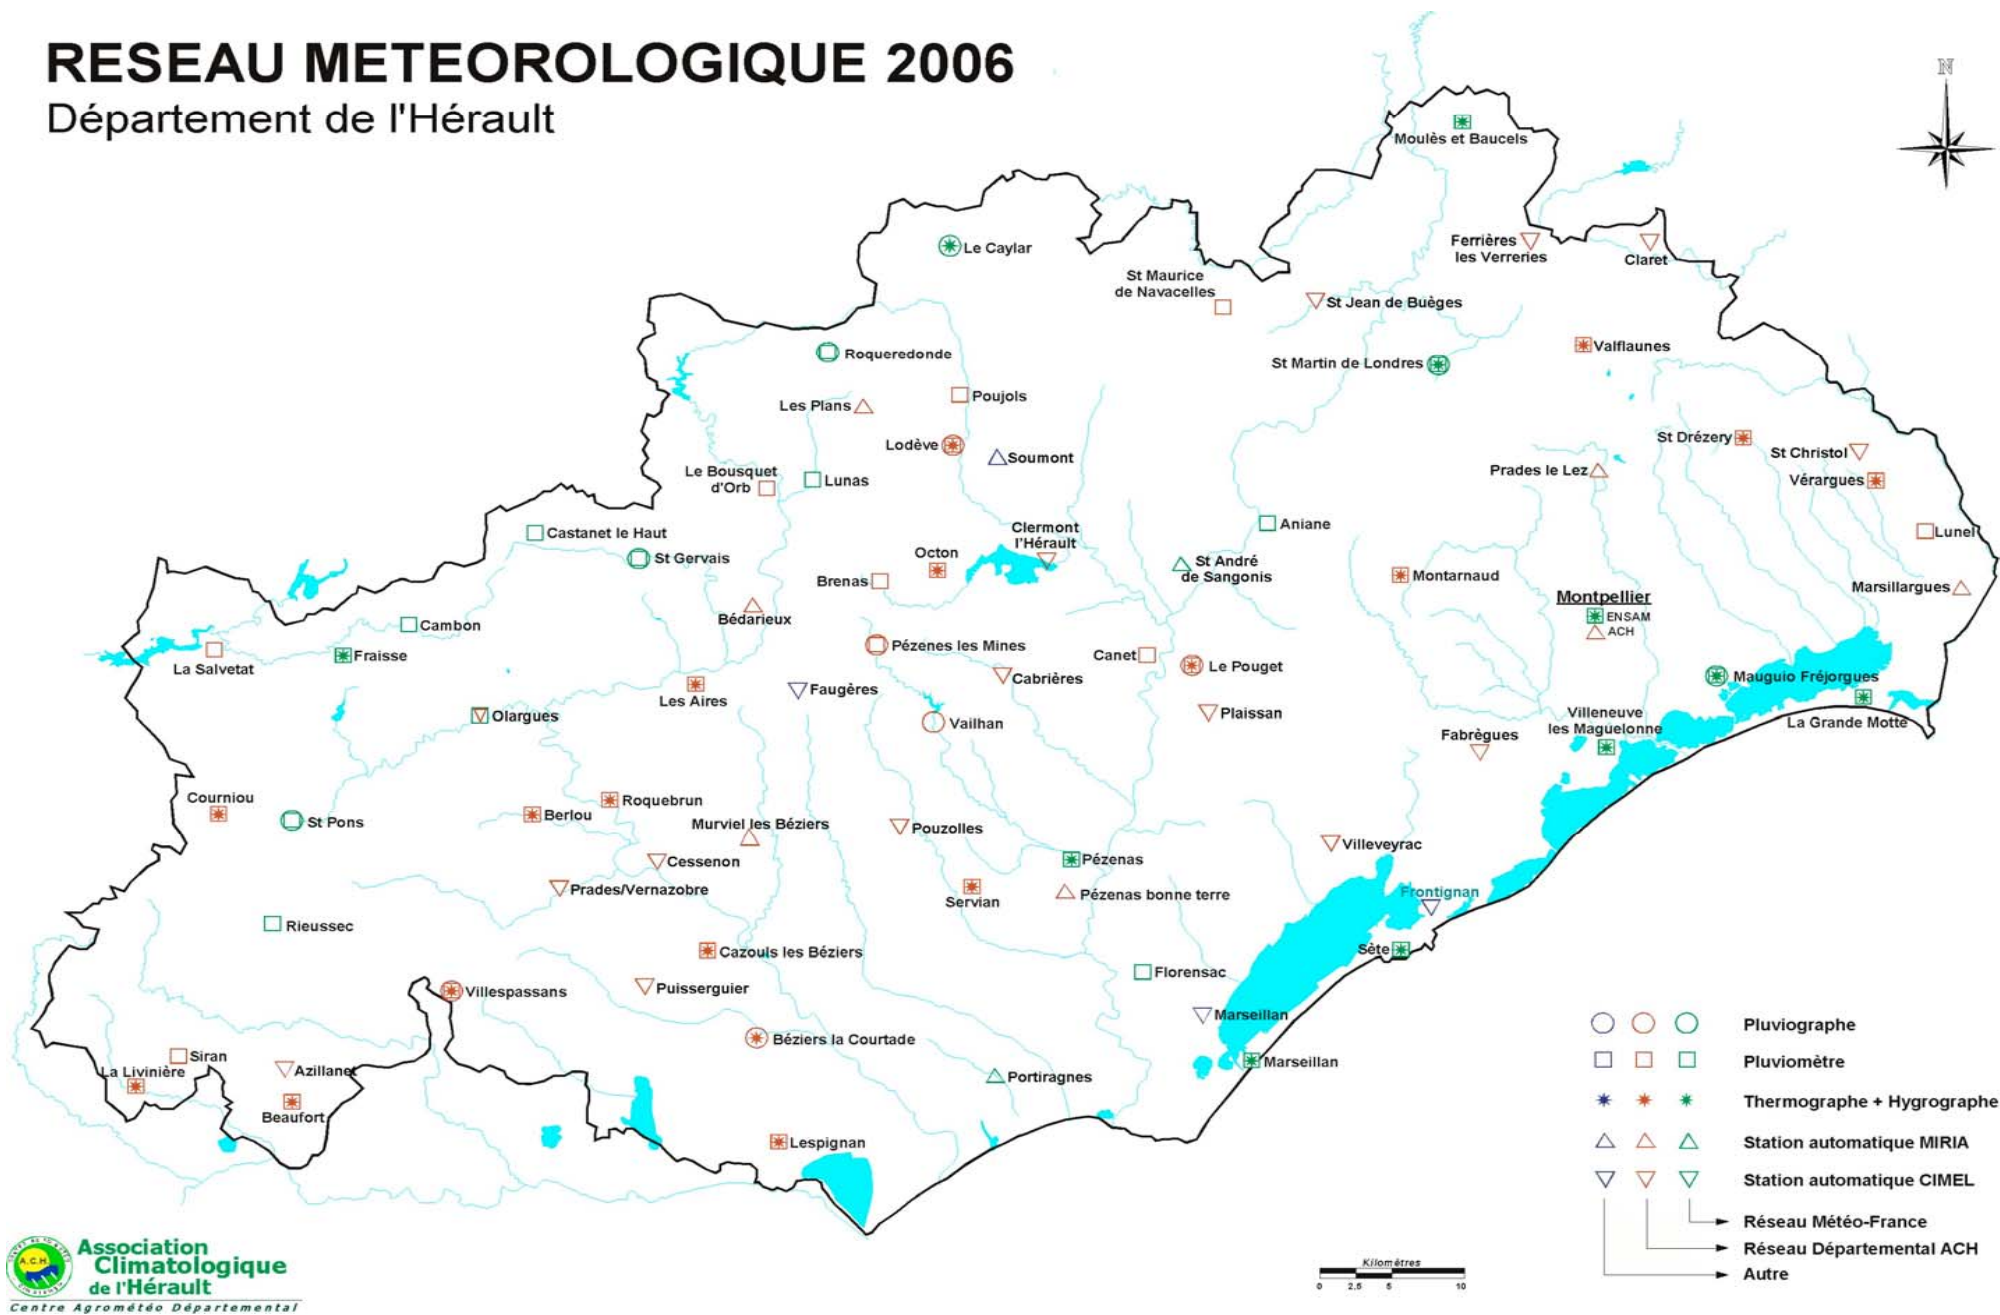 RESEAU METEOROLOGIQUE 2006
Département de l'Hérault
N
Moulès et Baucels
Le Caylar
Ferrières
les Verreries
Claret
St Maurice
de Navacelles
St Jean de Buèges
Roqueredonde
St Martin de Londres
Valflaunes
Les Plans
Poujols
Lodève
Soumont
St Drézery
St Christol
Prades le Lez
Vérargues
Le Bousquet
d'Orb
Lunas
Castanet le Haut
St Gervais
Clermont
l'Hérault
Aniane
Lunel
Octon
Brenas
St André
de Sangonis
Montarnaud
Marsillargues
Montpellier
ENSAM
ACH
Bédarieux
Cambon
Fraisse
La Salvetat
Pézenes les Mines
Canet
Le Pouget
Cabrières
Mauguio Fréjorgues
Les Aires
Faugères
Olargues
Vailhan
Plaissan
Villeneuve
les Maguelonne
La Grande Motte
Fabrègues
Courniou
St Pons
Berlou
Roquebrun
Murviel les Béziers
Pouzolles
Villeveyrac
Cessenon
Pézenas
Prades/Vernazobre
Servian
Pézenas bonne terre
Frontignan
Rieussec
Cazouls les Béziers
Sète
Florensac
Villespassans
Puisserguier
Marseillan
Béziers la Courtade
Siran
La Livinière
Azillanet
Portiragnes
Marseillan
Beaufort
Lespignan
Pluviographe
Pluviomètre
Thermographe + Hygrographe
Station automatique MIRIA
Station automatique CIMEL
Réseau Météo-France
Réseau Départemental ACH
Autre
Kilomètres
0 2,5 5 10
A.C.H.
Association
Climatologique
de l'Hérault
Centre Agrométéo Départemental